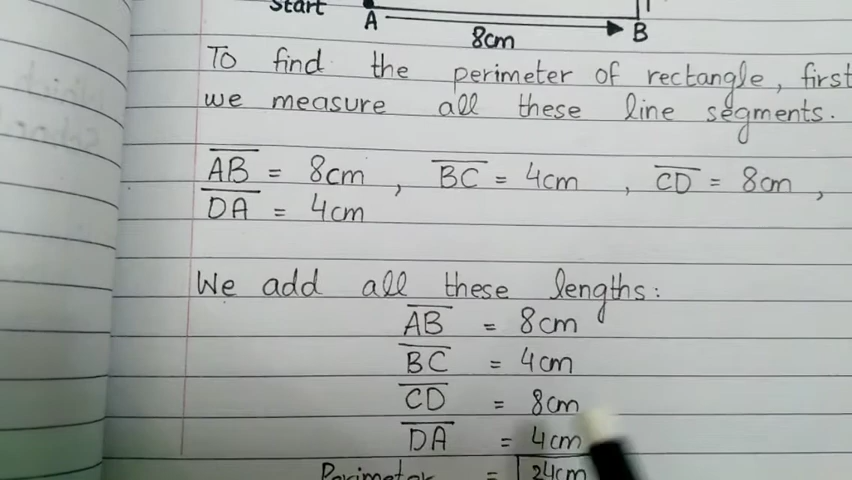 Start
A 8cm B
To find the perimeter of rectangle, first
we measure all these line segments.
AB = 8cm , BC = 4cm , CD = 8cm ,
DA = 4cm
We add all these lengths:
AB = 8cm
BC = 4cm
CD = 8cm
DA = 4cm
Perimeter = 24cm